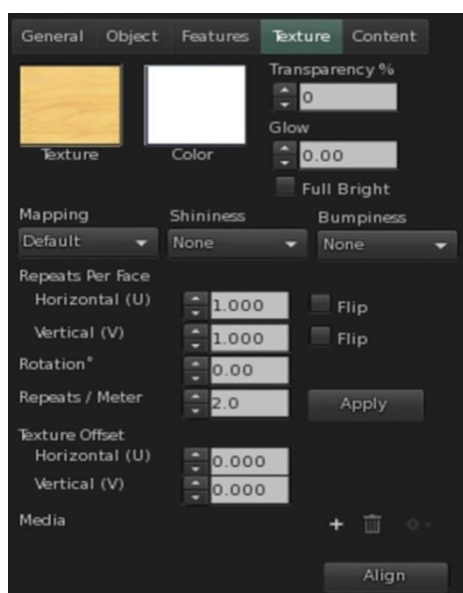 General Object Features Texture Content
Transparency %
0
Texture Color
Glow
0.00
Full Bright
Mapping Shininess Bumpiness
Default None None
Repeats Per Face
Horizontal (U) 1.000 Flip
Vertical (V) 1.000 Flip
Rotation° 0.00
Repeats / Meter 2.0 Apply
Texture Offset
Horizontal (U) 0.000
Vertical (V) 0.000
Media
Align